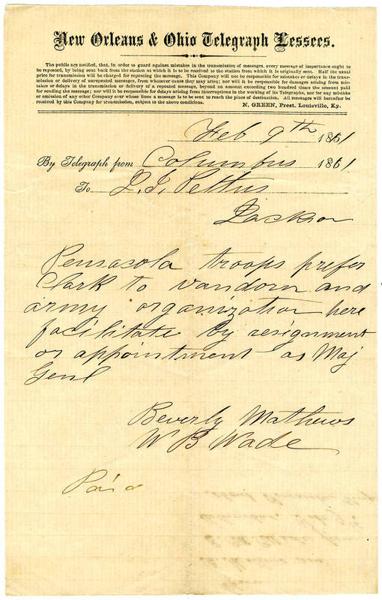 New Orleans & Ohio Telegraph Lessees.
The public are notified, that, in order to guard against mistakes in the transmission of messages, every message of importance ought to
be repeated, by being sent back from the station at which it is to be received to the station from which it is originally sent. Half the usual
price for transmission will be charged for repeating the message. This Company will not be responsible for mistakes or delays in the trans-
mission or delivery of unrepeated messages, from whatever cause they may arise; nor will it be responsible for damages arising from mis-
takes or delays in the transmission or delivery of a repeated message, beyond an amount exceeding two hundred times the amount paid
for sending the message; nor will it be responsible for delays arising from interruptions in the working of its Telegraphs, nor for any mistake
or omission of any other Company over whose lines a message is to be sent to reach the place of destination. All messages will hereafter be
received by this Company for transmission, subject to the above conditions.
N. GREEN, Prest. Louisville, Ky.
Feb 9th 1861
By Telegraph from Columbus 1861
To J. J. Pettus
Jackson
Pensacola troops prefer
Clark to vandorn and
army organization here
facilitate by resignment
or appointment as Maj
Genl
Beverly Mathews
W B Wade
Paid